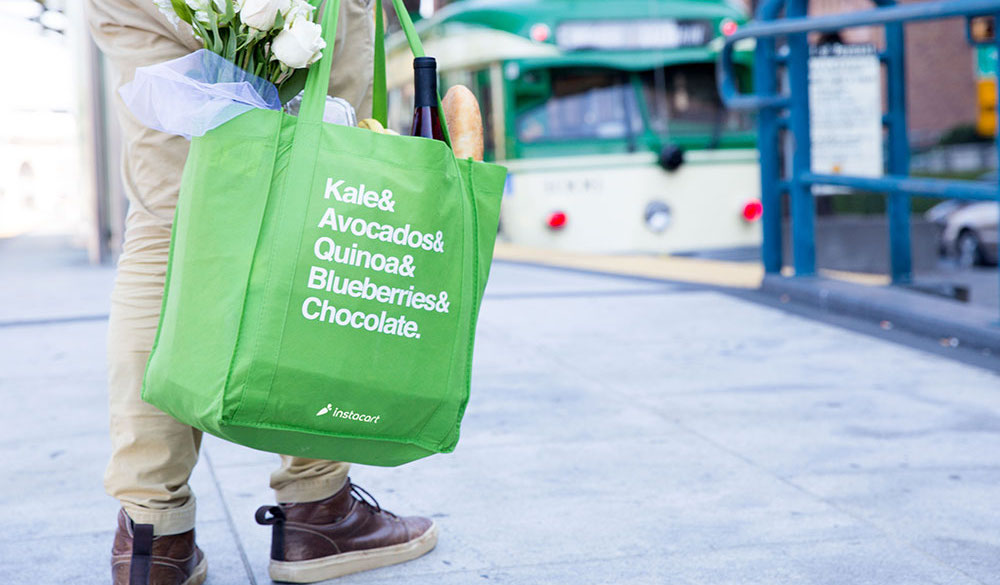 Kale&
Avocados&
Quinoa&
Blueberries&
Chocolate.
instacart